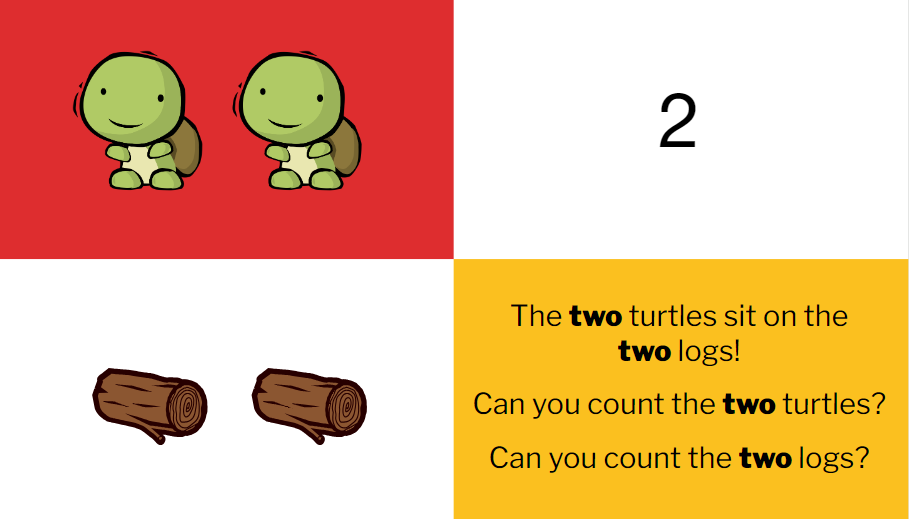 2
The two turtles sit on the
two logs!
Can you count the two turtles?
Can you count the two logs?